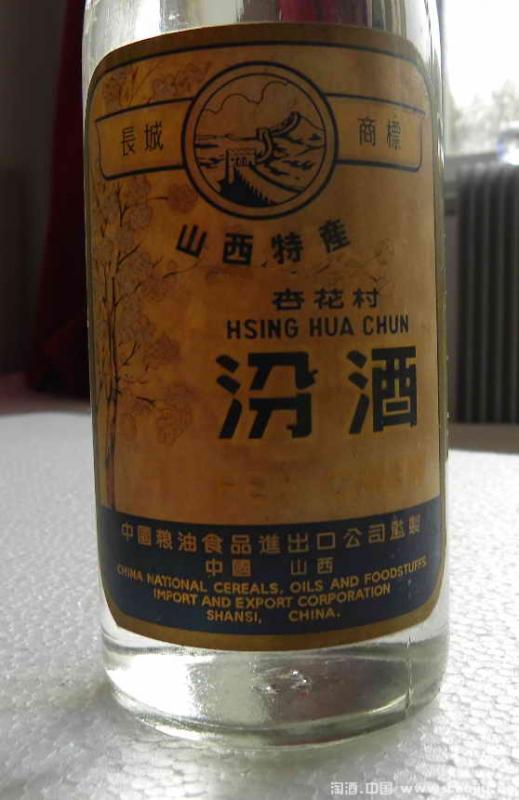 長城 商標
山西特產
杏花村
HSING HUA CHUN
汾酒
中國粮油食品進出口公司監製
中國 山西
CHINA NATIONAL CEREALS, OILS AND FOODSTUFFS
IMPORT AND EXPORT CORPORATION
SHANSI, CHINA.
淘酒.中国